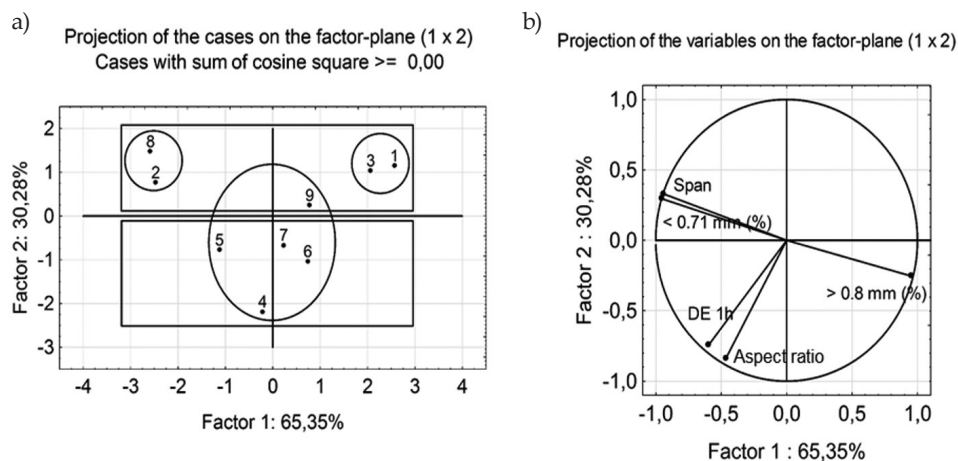 a)
Projection of the cases on the factor-plane (1 x 2)
Cases with sum of cosine square >= 0,00
2
1
0
-1
-2
-3
Factor 2: 30,28%
8
2
3
1
9
5
7
6
4
-4 -3 -2 -1 0 1 2 3 4
Factor 1: 65,35%
b)
Projection of the variables on the factor-plane (1 x 2)
1,0
0,5
0,0
-0,5
-1,0
Factor 2 : 30,28%
Span
< 0.71 mm (%)
> 0.8 mm (%)
DE 1h
Aspect ratio
-1,0 -0,5 0,0 0,5 1,0
Factor 1 : 65,35%